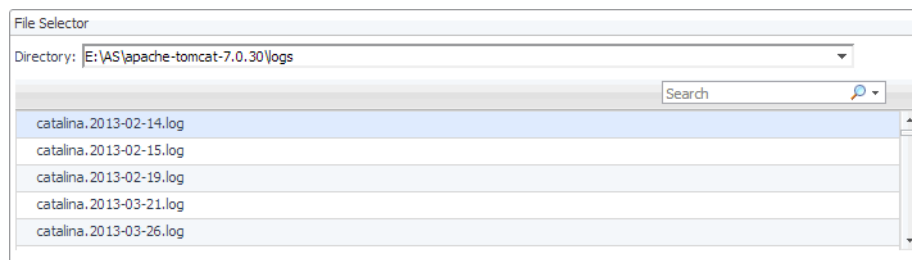 File Selector
Directory: E:\AS\apache-tomcat-7.0.30\logs
Search
catalina.2013-02-14.log
catalina.2013-02-15.log
catalina.2013-02-19.log
catalina.2013-03-21.log
catalina.2013-03-26.log